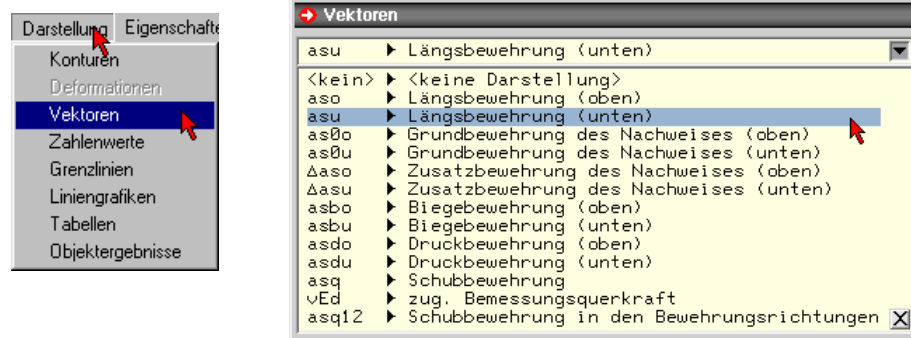 Darstellung Eigenschafte
Konturen
Deformationen
Vektoren
Zahlenwerte
Grenzlinien
Liniengrafiken
Tabellen
Objektergebnisse
Vektoren
asu ▶ Längsbewehrung (unten)
<kein> ▶ <keine Darstellung>
aso ▶ Längsbewehrung (oben)
asu ▶ Längsbewehrung (unten)
as0o ▶ Grundbewehrung des Nachweises (oben)
as0u ▶ Grundbewehrung des Nachweises (unten)
Δaso ▶ Zusatzbewehrung des Nachweises (oben)
Δasu ▶ Zusatzbewehrung des Nachweises (unten)
asbo ▶ Biegebewehrung (oben)
asbu ▶ Biegebewehrung (unten)
asdo ▶ Druckbewehrung (oben)
asdu ▶ Druckbewehrung (unten)
asq ▶ Schubbewehrung
vEd ▶ zug. Bemessungsquerkraft
asq12 ▶ Schubbewehrung in den Bewehrungsrichtungen